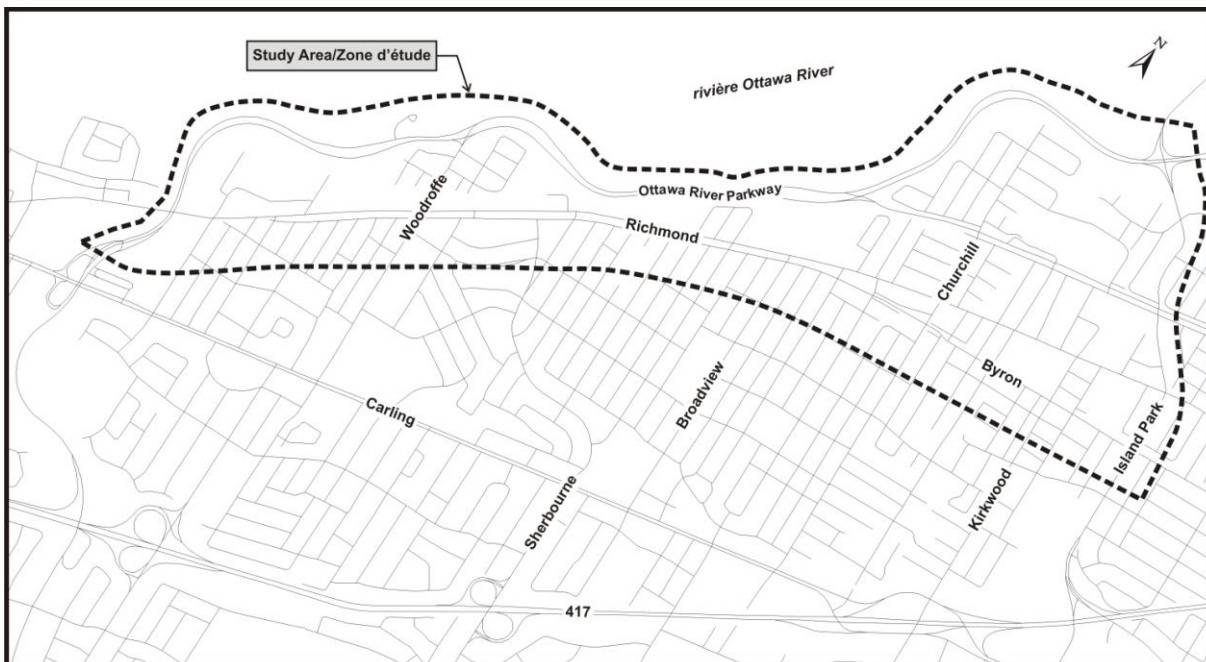 Study Area/Zone d'étude
rivière Ottawa River
N
Ottawa River Parkway
Woodroffe
Richmond
Churchill
Byron
Island Park
Broadview
Carling
Kirkwood
Sherbourne
417